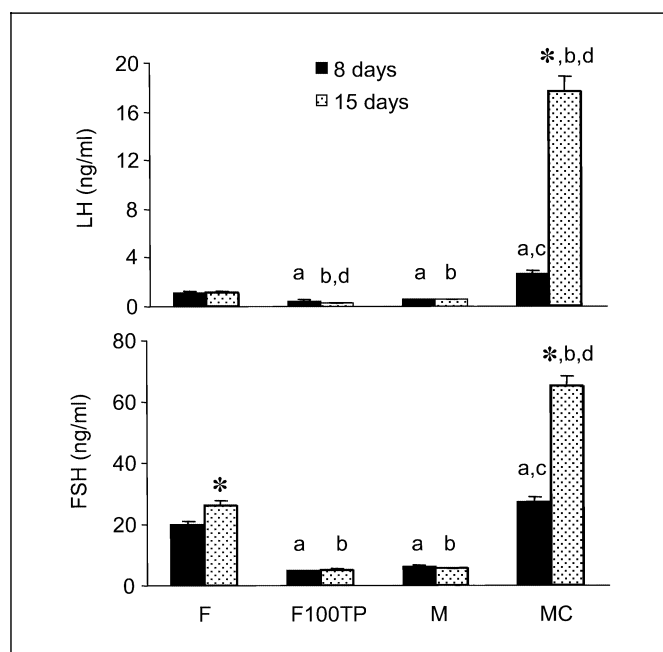 20
16
12
8
4
0
LH (ng/ml)
8 days
15 days
a
b,d
a
b
a,c
*,b,d
80
60
40
20
0
FSH (ng/ml)
*
a
b
a
b
a,c
*,b,d
F
F100TP
M
MC